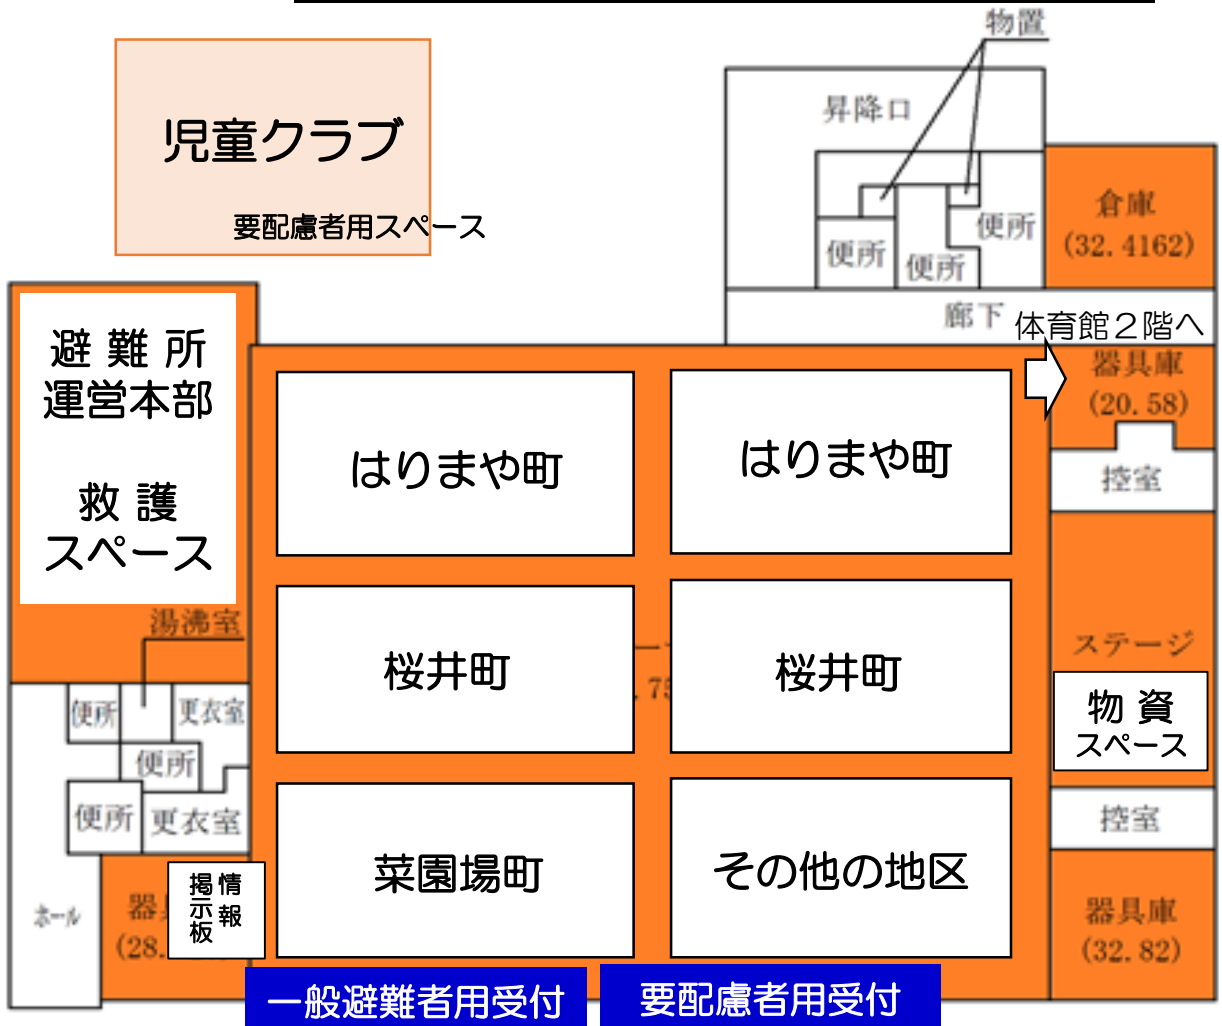 物置
児童クラブ
要配慮者用スペース
昇降口
便所
便所
便所
倉庫
(32.4162)
廊下
体育館２階へ
避難所
運営本部
救護
スペース
はりまや町
はりまや町
器具庫
(20.58)
控室
湯沸室
桜井町
桜井町
ステージ
物資
スペース
便所
更衣室
便所
便所
更衣室
控室
菜園場町
その他の地区
情報
掲示板
ホール
器
(28.
器具庫
(32.82)
一般避難者用受付
要配慮者用受付